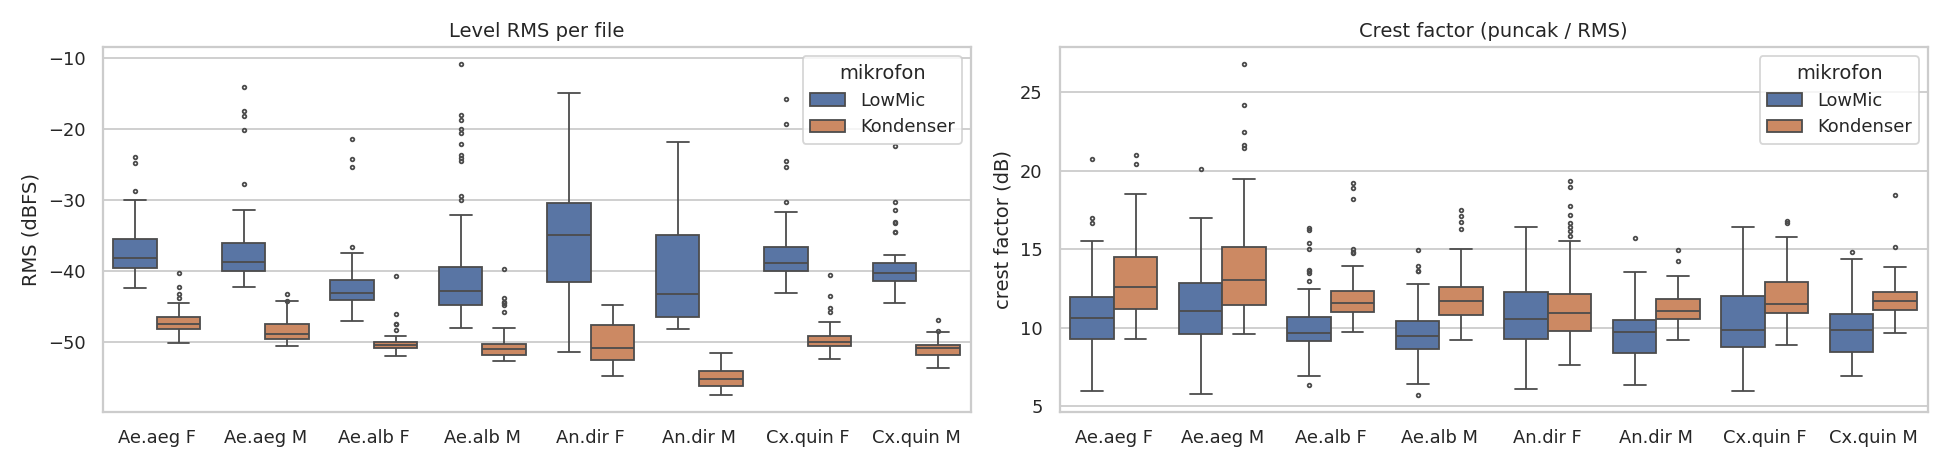 Level RMS per file
RMS (dBFS)
−10
−20
−30
−40
−50
mikrofon
LowMic
Kondenser
Ae.aeg F
Ae.aeg M
Ae.alb F
Ae.alb M
An.dir F
An.dir M
Cx.quin F
Cx.quin M
Crest factor (puncak / RMS)
crest factor (dB)
25
20
15
10
5
mikrofon
LowMic
Kondenser
Ae.aeg F
Ae.aeg M
Ae.alb F
Ae.alb M
An.dir F
An.dir M
Cx.quin F
Cx.quin M